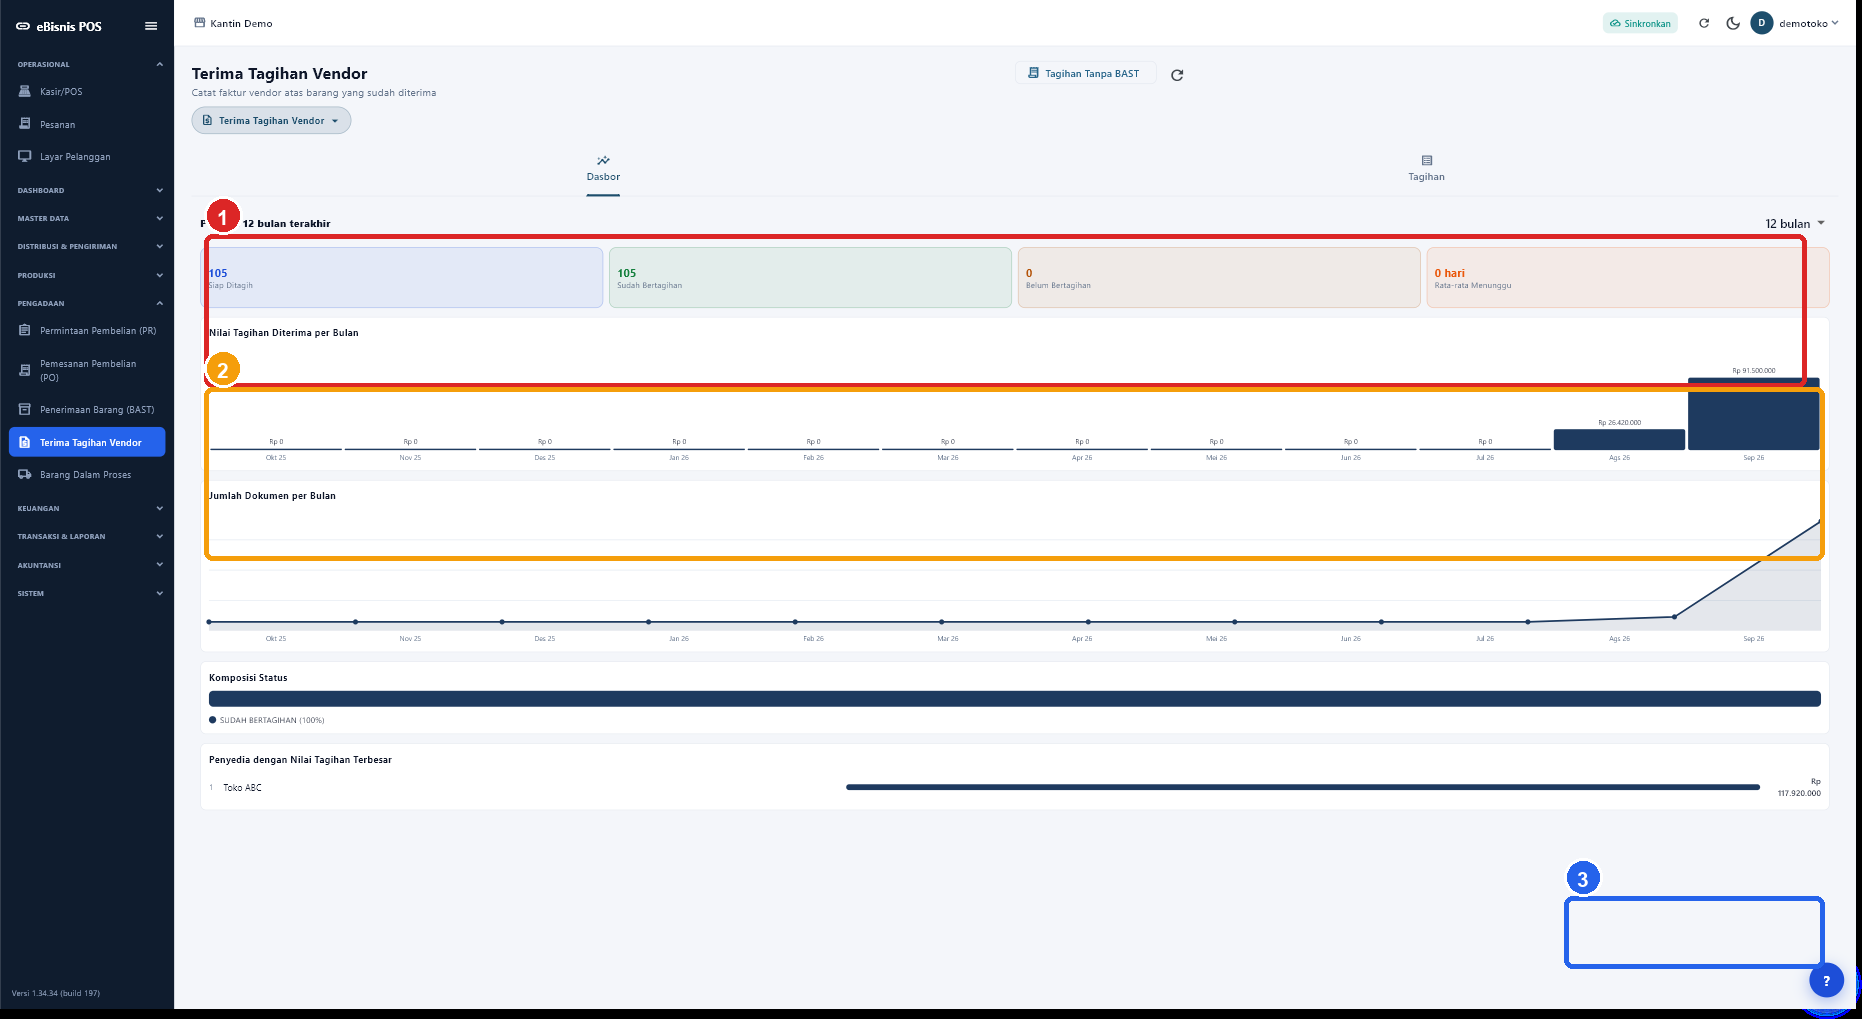 eBisnis POS
Kantin Demo
Sinkronkan
D
demotoko
OPERASIONAL
Kasir/POS
Pesanan
Layar Pelanggan
DASHBOARD
MASTER DATA
DISTRIBUSI & PENGIRIMAN
PRODUKSI
PENGADAAN
Permintaan Pembelian (PR)
Pemesanan Pembelian
(PO)
Penerimaan Barang (BAST)
Terima Tagihan Vendor
Barang Dalam Proses
KEUANGAN
TRANSAKSI & LAPORAN
AKUNTANSI
SISTEM
Versi 1.34.34 (build 197)
Terima Tagihan Vendor
Catat faktur vendor atas barang yang sudah diterima
Tagihan Tanpa BAST
Terima Tagihan Vendor
Dasbor
Tagihan
1
12 bulan terakhir
12 bulan
105
Siap Ditagih
105
Sudah Bertagihan
0
Belum Bertagihan
0 hari
Rata-rata Menunggu
Nilai Tagihan Diterima per Bulan
2
Rp 0
Rp 0
Rp 0
Rp 0
Rp 0
Rp 0
Rp 0
Rp 0
Rp 0
Rp 0
Rp 26.420.000
Rp 91.500.000
Okt 25
Nov 25
Des 25
Jan 26
Feb 26
Mar 26
Apr 26
Mei 26
Jun 26
Jul 26
Ags 26
Sep 26
Jumlah Dokumen per Bulan
Okt 25
Nov 25
Des 25
Jan 26
Feb 26
Mar 26
Apr 26
Mei 26
Jun 26
Jul 26
Ags 26
Sep 26
Komposisi Status
SUDAH BERTAGIHAN (100%)
Penyedia dengan Nilai Tagihan Terbesar
1 Toko ABC
Rp
117.920.000
3
?